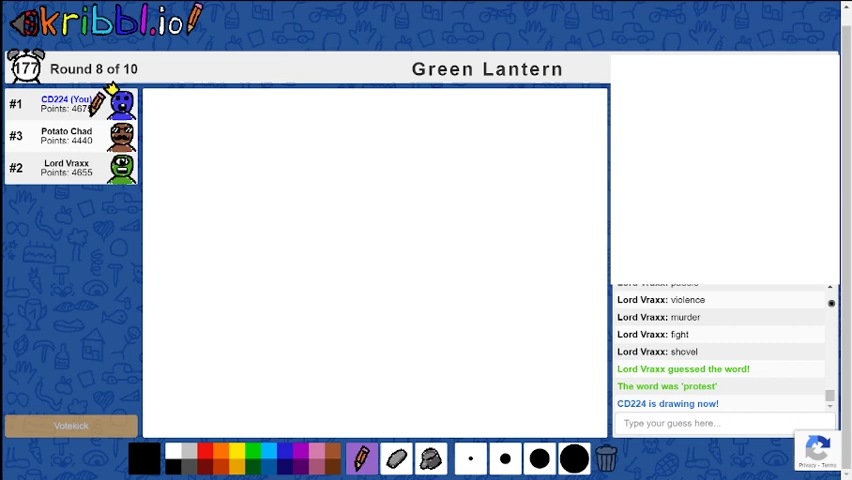 skribbl.io
177
Round 8 of 10
Green Lantern
#1
CD224 (You)
Points: 4675
#3
Potato Chad
Points: 4440
#2
Lord Vraxx
Points: 4655
Votekick
Lord Vraxx: violence
Lord Vraxx: murder
Lord Vraxx: fight
Lord Vraxx: shovel
Lord Vraxx guessed the word!
The word was 'protest'
CD224 is drawing now!
Type your guess here...
Privacy - Terms